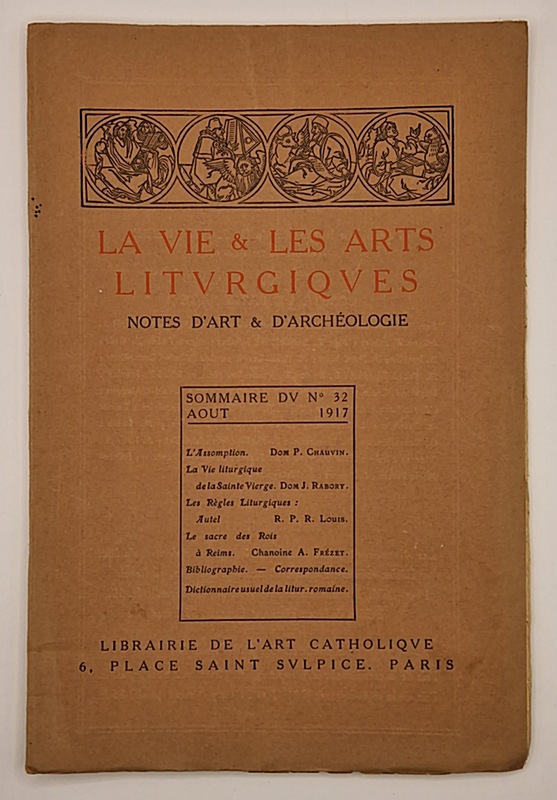 LA VIE & LES ARTS
LITVRGIQVES
NOTES D'ART & D'ARCHÉOLOGIE
SOMMAIRE DV Nº 32
AOUT 1917
L'Assomption. DOM P. CHAUVIN.
La Vie liturgique
de la Sainte Vierge. DOM J. RABORY.
Les Règles Liturgiques :
Autel R. P. R. LOUIS.
Le sacre des Rois
à Reims. Chanoine A. FRÉZET.
Bibliographie. — Correspondance.
Dictionnaire usuel de la litur. romaine.
LIBRAIRIE DE L'ART CATHOLIQVE
6, PLACE SAINT SVLPICE. PARIS